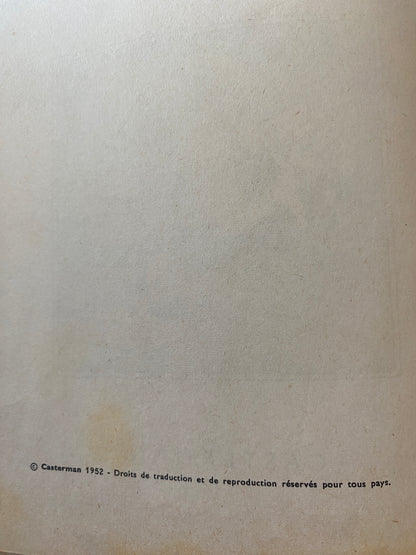 © Casterman 1952 - Droits de traduction et de reproduction réservés pour tous pays.